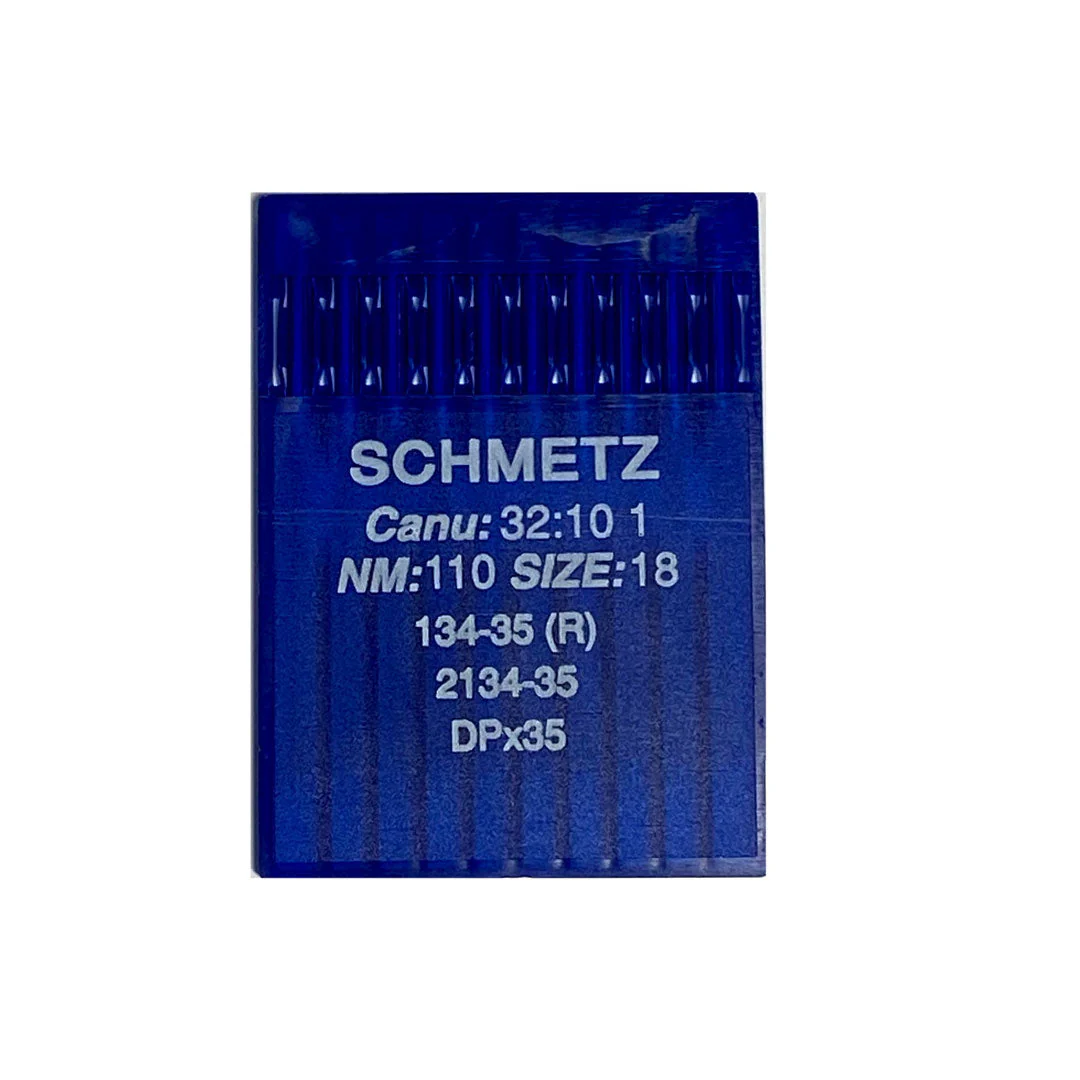 SCHMETZ
Canu: 32:10 1
NM:110 SIZE:18
134-35 (R)
2134-35
DPx35